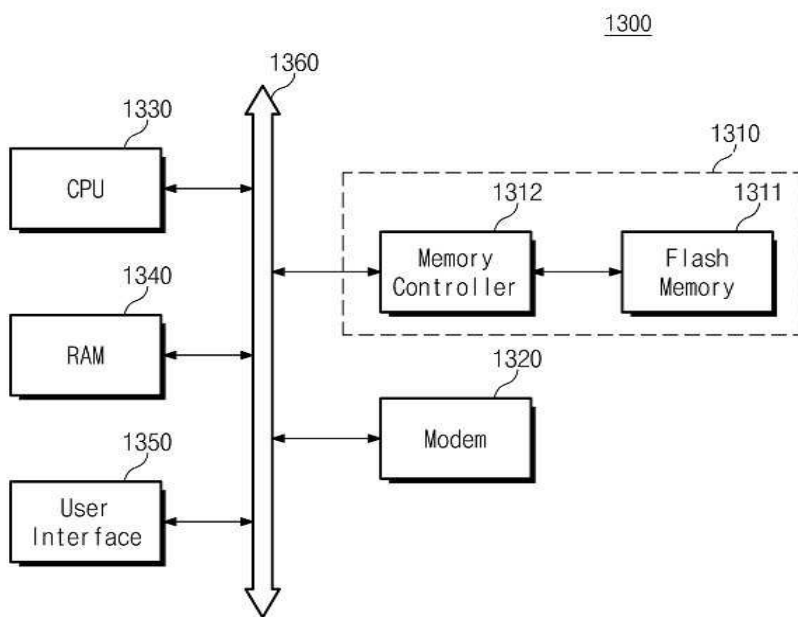 1300
1360
1330
CPU
1310
1312
1311
Memory
Controller
Flash
Memory
1340
RAM
1320
Modem
1350
User
Interface